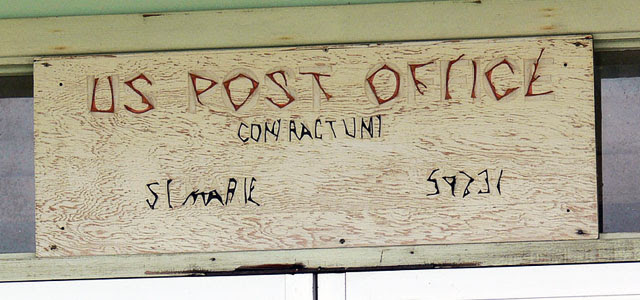 US POST OFFICE
CONTRACT UNIT
ST MARIE 59231